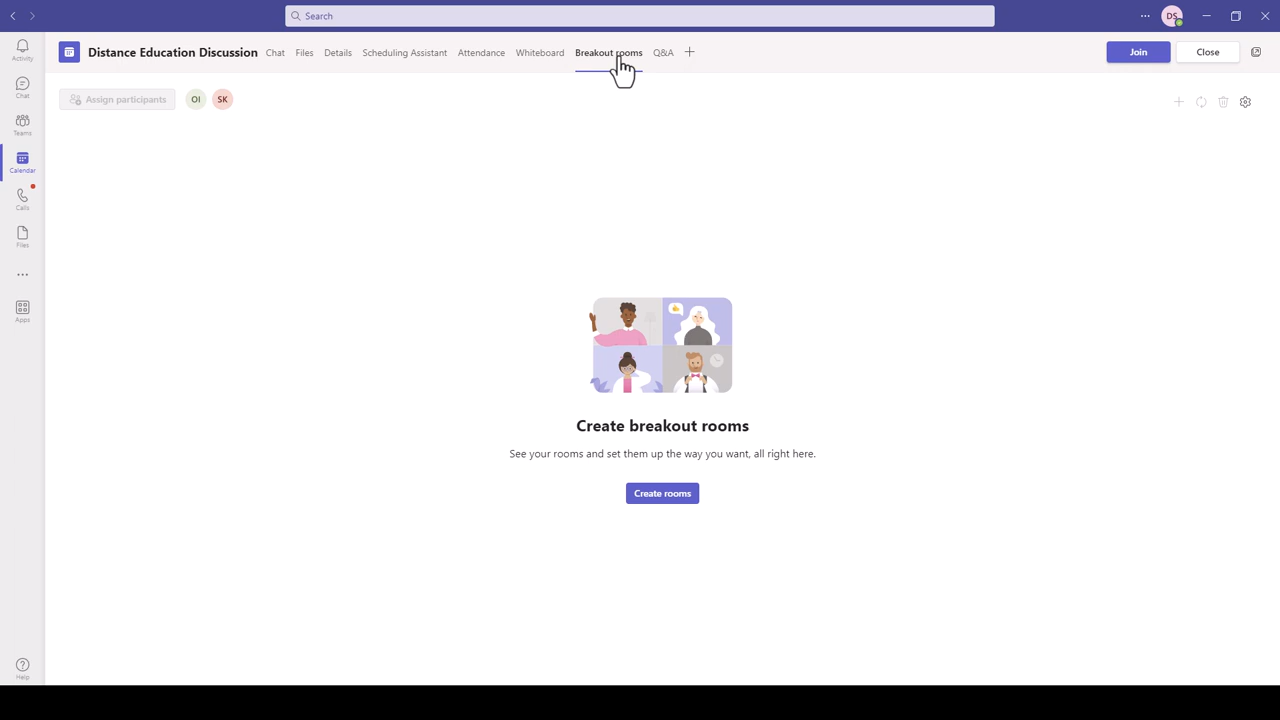 Search
DS
Activity
Chat
Teams
Calendar
Calls
Files
Apps
Help
Distance Education Discussion Chat Files Details Scheduling Assistant Attendance Whiteboard Breakout rooms Q&A
Join Close
Assign participants OI SK
Create breakout rooms
See your rooms and set them up the way you want, all right here.
Create rooms